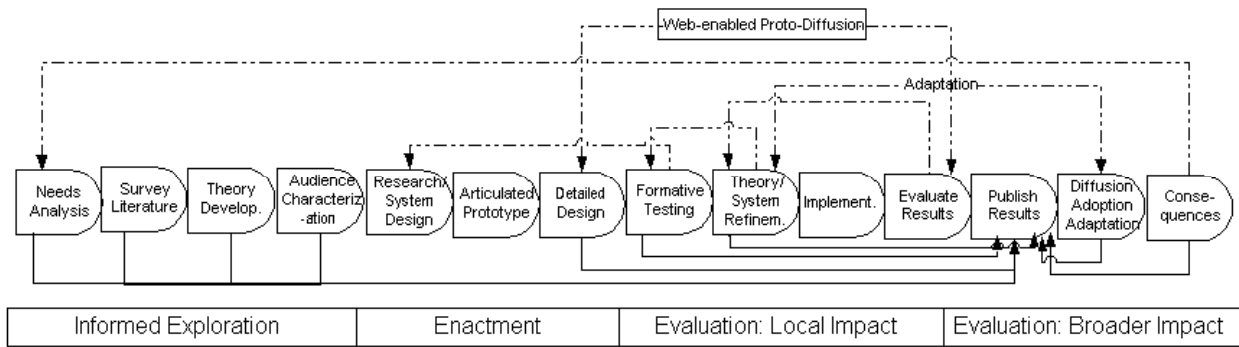 Web-enabled Proto-Diffusion
Adaptation
Needs
Analysis
Survey
Literature
Theory
Develop.
Audience
Characteriz
-ation
Research/
System
Design
Articulated
Prototype
Detailed
Design
Formative
Testing
Theory/
System
Refinem.
Implement.
Evaluate
Results
Publish
Results
Diffusion
Adoption
Adaptation
Conse-
quences
Informed Exploration
Enactment
Evaluation: Local Impact
Evaluation: Broader Impact